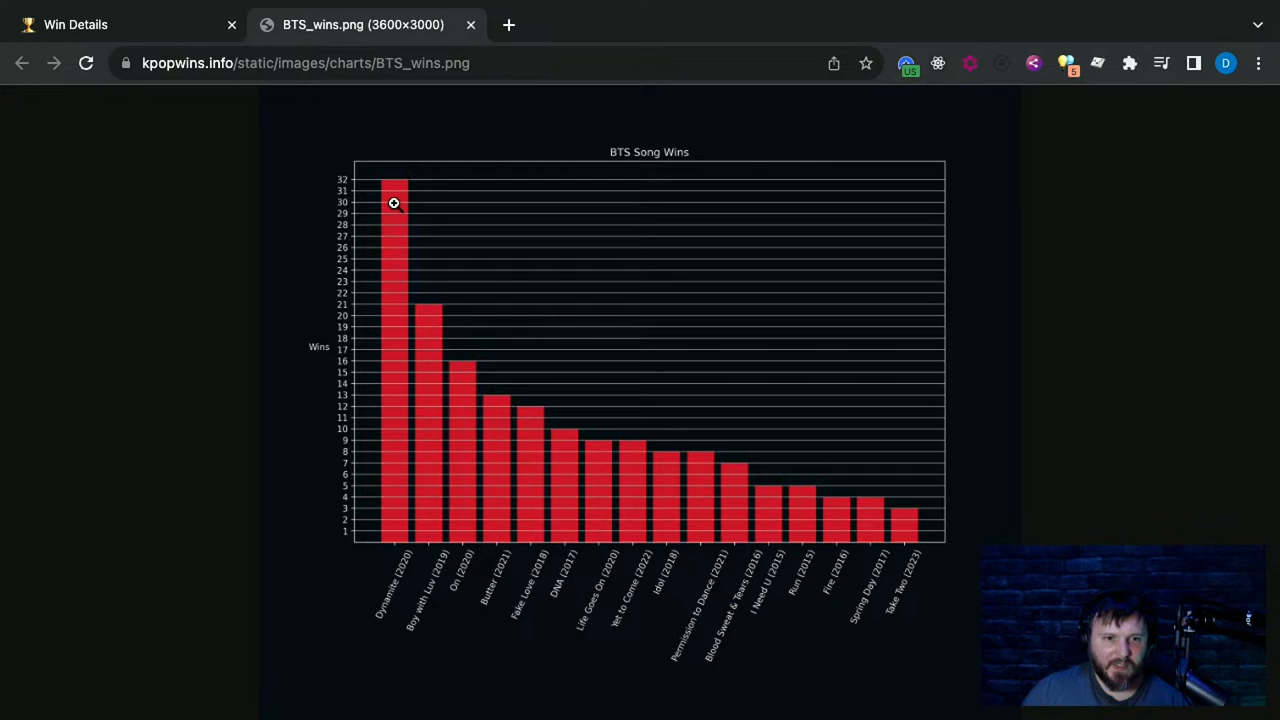 Win Details
BTS_wins.png (3600×3000)
kpopwins.info/static/images/charts/BTS_wins.png
US
5
D
BTS Song Wins
32
31
30
29
28
27
26
25
24
23
22
21
20
19
18
Wins
17
16
15
14
13
12
11
10
9
8
7
6
5
4
3
2
1
Dynamite (2020)
Boy with Luv (2019)
On (2020)
Butter (2021)
Fake Love (2018)
DNA (2017)
Life Goes On (2020)
Yet to Come (2022)
Idol (2018)
Permission to Dance (2021)
Blood Sweat & Tears (2016)
I Need U (2015)
Run (2015)
Fire (2016)
Spring Day (2017)
Take Two (2023)